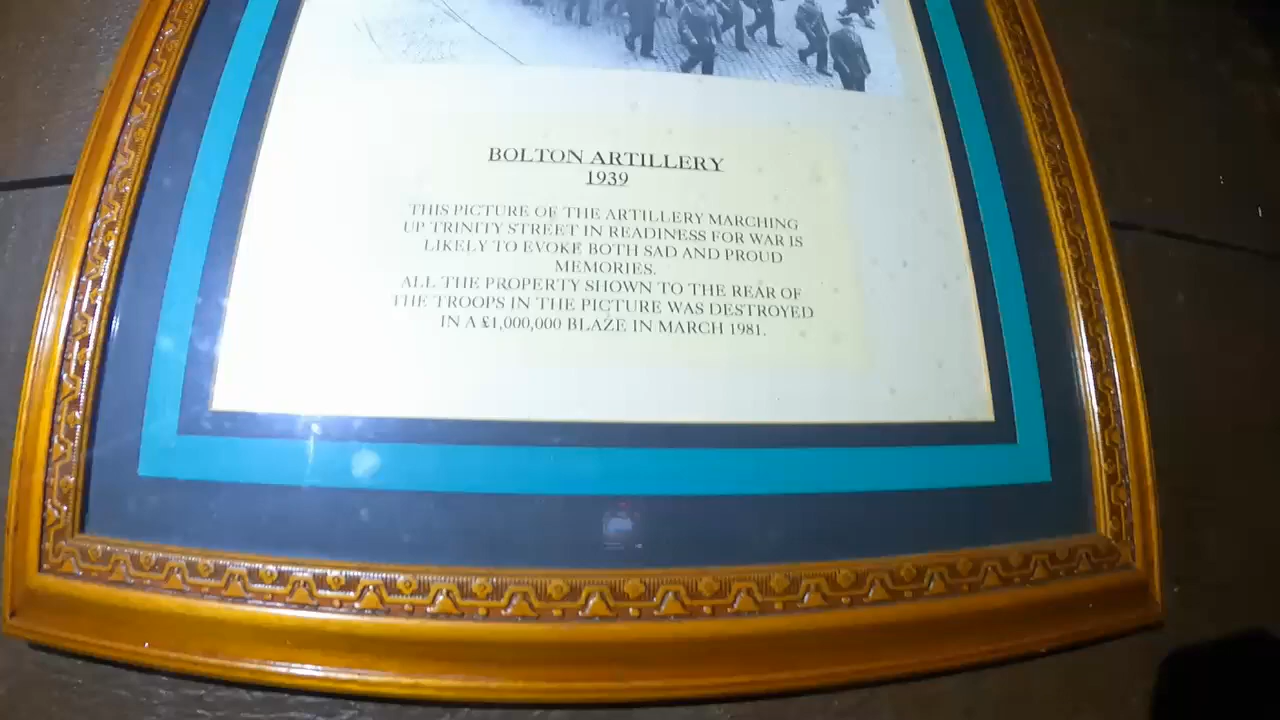 BOLTON ARTILLERY
1939
THIS PICTURE OF THE ARTILLERY MARCHING
UP TRINITY STREET IN READINESS FOR WAR IS
LIKELY TO EVOKE BOTH SAD AND PROUD
MEMORIES.
ALL THE PROPERTY SHOWN TO THE REAR OF
THE TROOPS IN THE PICTURE WAS DESTROYED
IN A £1,000,000 BLAZE IN MARCH 1981.